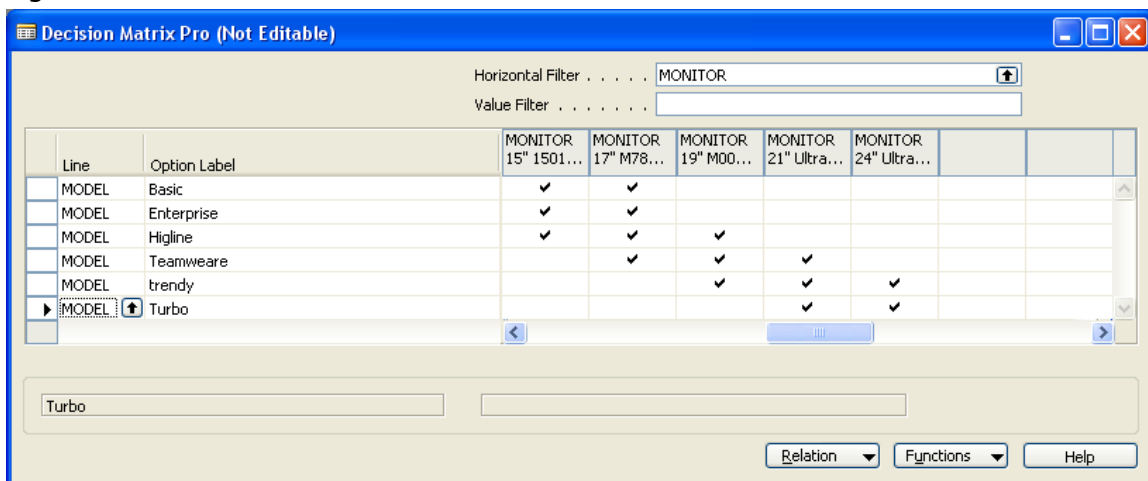 Decision Matrix Pro (Not Editable)
Horizontal Filter . . . . . MONITOR
Value Filter . . . . . . .
Line Option Label MONITOR 15" 1501... MONITOR 17" M78... MONITOR 19" M00... MONITOR 21" Ultra... MONITOR 24" Ultra...
MODEL Basic ✔ ✔
MODEL Enterprise ✔ ✔
MODEL Higline ✔ ✔ ✔
MODEL Teamweare ✔ ✔ ✔
MODEL trendy ✔ ✔ ✔
MODEL Turbo ✔ ✔
Turbo
Relation Functions Help